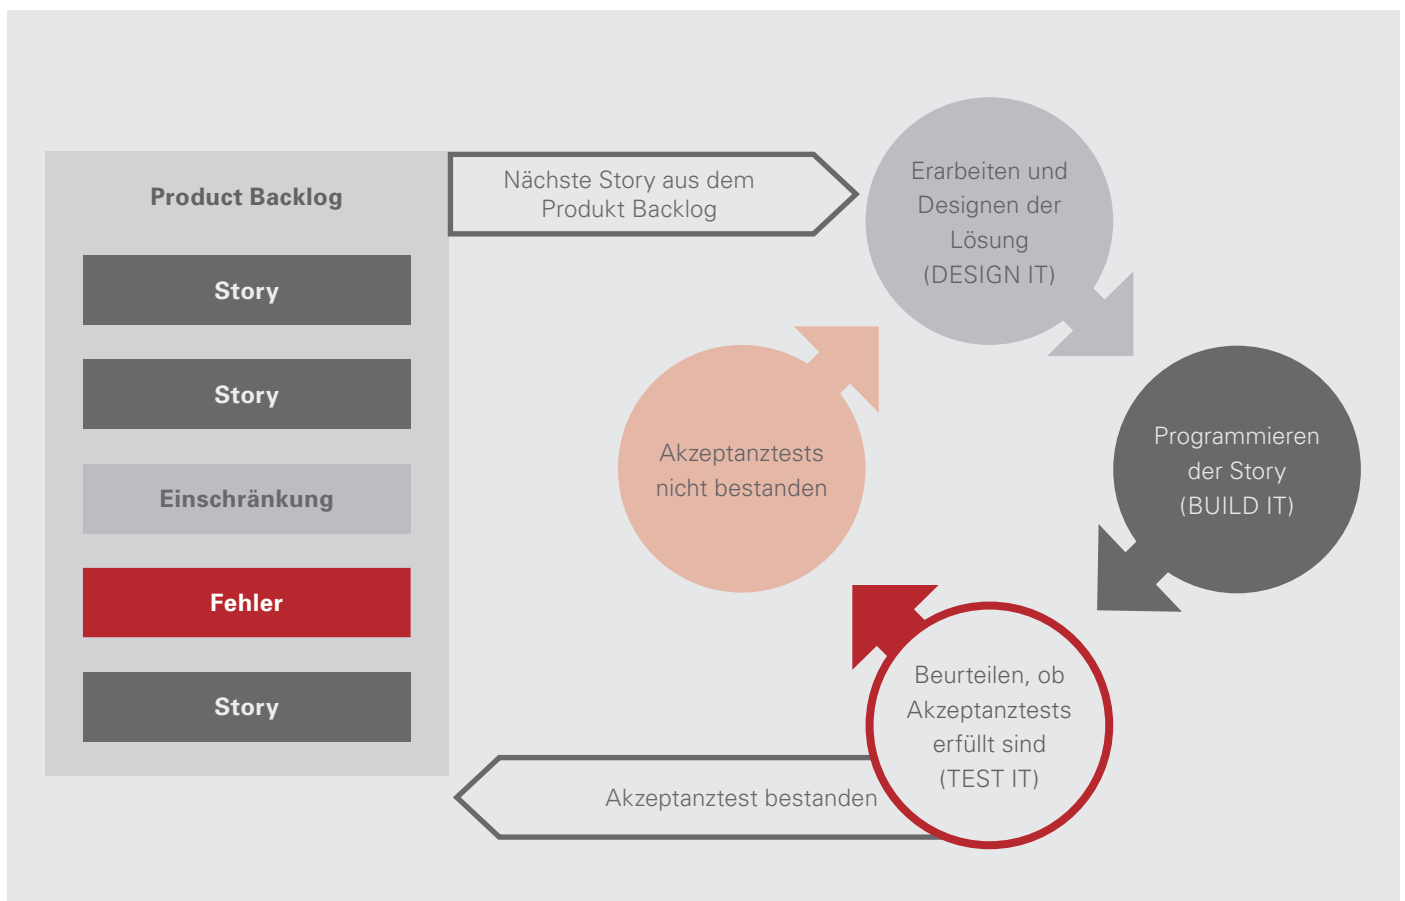 Product Backlog
Story
Story
Einschränkung
Fehler
Story
Nächste Story aus dem
Produkt Backlog
Erarbeiten und
Designen der
Lösung
(DESIGN IT)
Programmieren
der Story
(BUILD IT)
Beurteilen, ob
Akzeptanztests
erfüllt sind
(TEST IT)
Akzeptanztests
nicht bestanden
Akzeptanztest bestanden